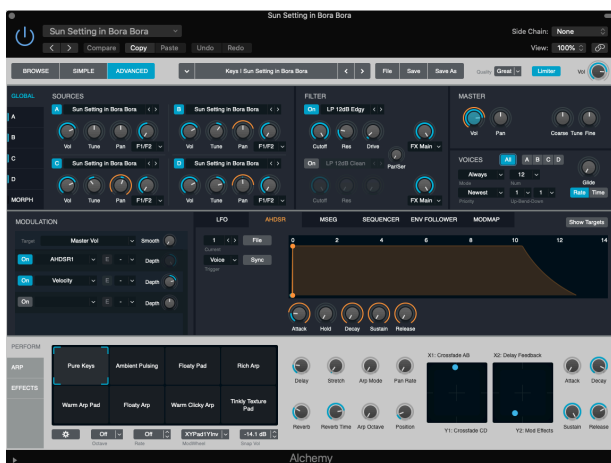 Sun Setting in Bora Bora
Sun Setting in Bora Bora
Side Chain: None
Compare Copy Paste Undo Redo
View: 100%
BROWSE SIMPLE ADVANCED Keys | Sun Setting in Bora Bora File Save Save As Quality Great Limiter Vol
GLOBAL SOURCES FILTER MASTER
A Sun Setting in Bora Bora B Sun Setting in Bora Bora On LP 12dB Edgy
A
Vol Tune Pan F1/F2 Vol Tune Pan F1/F2 Cutoff Res Drive FX Main Vol Pan Coarse Tune Fine
B
C Sun Setting in Bora Bora D Sun Setting in Bora Bora On LP 12dB Clean Par/Ser VOICES All A B C D
C
Always 12
Mode Num Glide
D
Newest 1 1 Rate Time
MORPH Vol Tune Pan F1/F2 Vol Tune Pan F1/F2 Cutoff Res FX Main Priority Up-Bend Down
MODULATION LFO AHDSR MSEG SEQUENCER ENV FOLLOWER MODMAP Show Targets
Target Master Vol Smooth 1 File 0 2 4 6 8 10 12 14
Current
On AHDSR1 E - Depth Voice Sync
Trigger
On Velocity E - Depth
On E - Depth
Attack Hold Decay Sustain Release
PERFORM
ARP
EFFECTS
Pure Keys Ambient Pulsing Floaty Pad Rich Arp
Warm Arp Pad Floaty Arp Warm Clicky Arp Tinkly Texture Pad
Off Off XYPad1YInv -14.1 dB
Octave Rate ModWheel Snap Vol
Delay Stretch Arp Mode Pan Rate
Reverb Reverb Time Arp Octave Position
X1: Crossfade AB X2: Delay Feedback
Y1: Crossfade CD Y2: Mod Effects
Attack Decay
Sustain Release
Alchemy